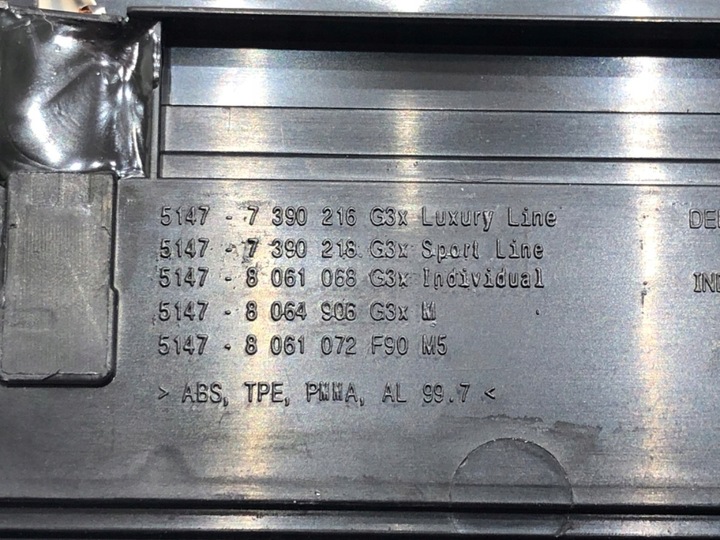 5147 - 7 390 216 G3x Luxury Line
5147 - 7 390 218 G3x Sport Line
5147 - 8 061 068 G3x Individual
5147 - 8 064 906 G3x M
5147 - 8 061 072 F90 M5
> ABS, TPE, PMMA, AL 99.7 <